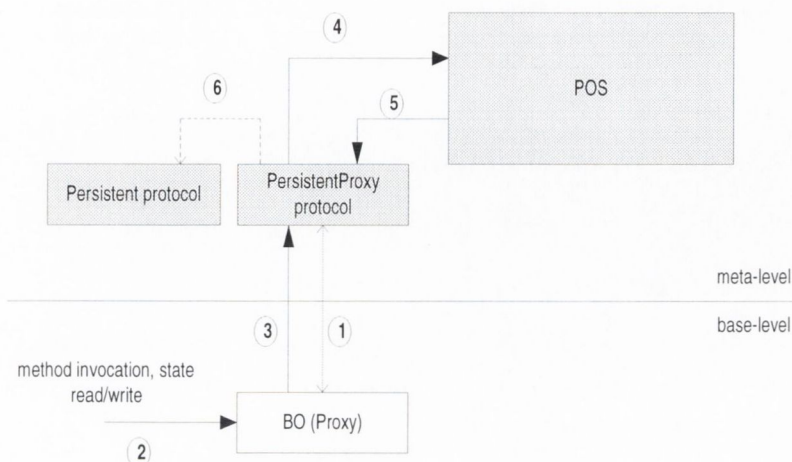 4
POS
6
5
Persistent protocol
PersistentProxy
protocol
meta-level
base-level
3
1
method invocation, state
read/write
BO (Proxy)
2